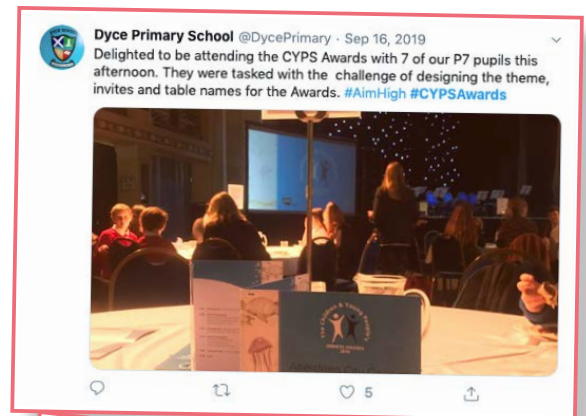 Dyce Primary School @DycePrimary · Sep 16, 2019
Delighted to be attending the CYPS Awards with 7 of our P7 pupils this
afternoon. They were tasked with the  challenge of designing the theme,
invites and table names for the Awards. #AimHigh #CYPSAwards
5